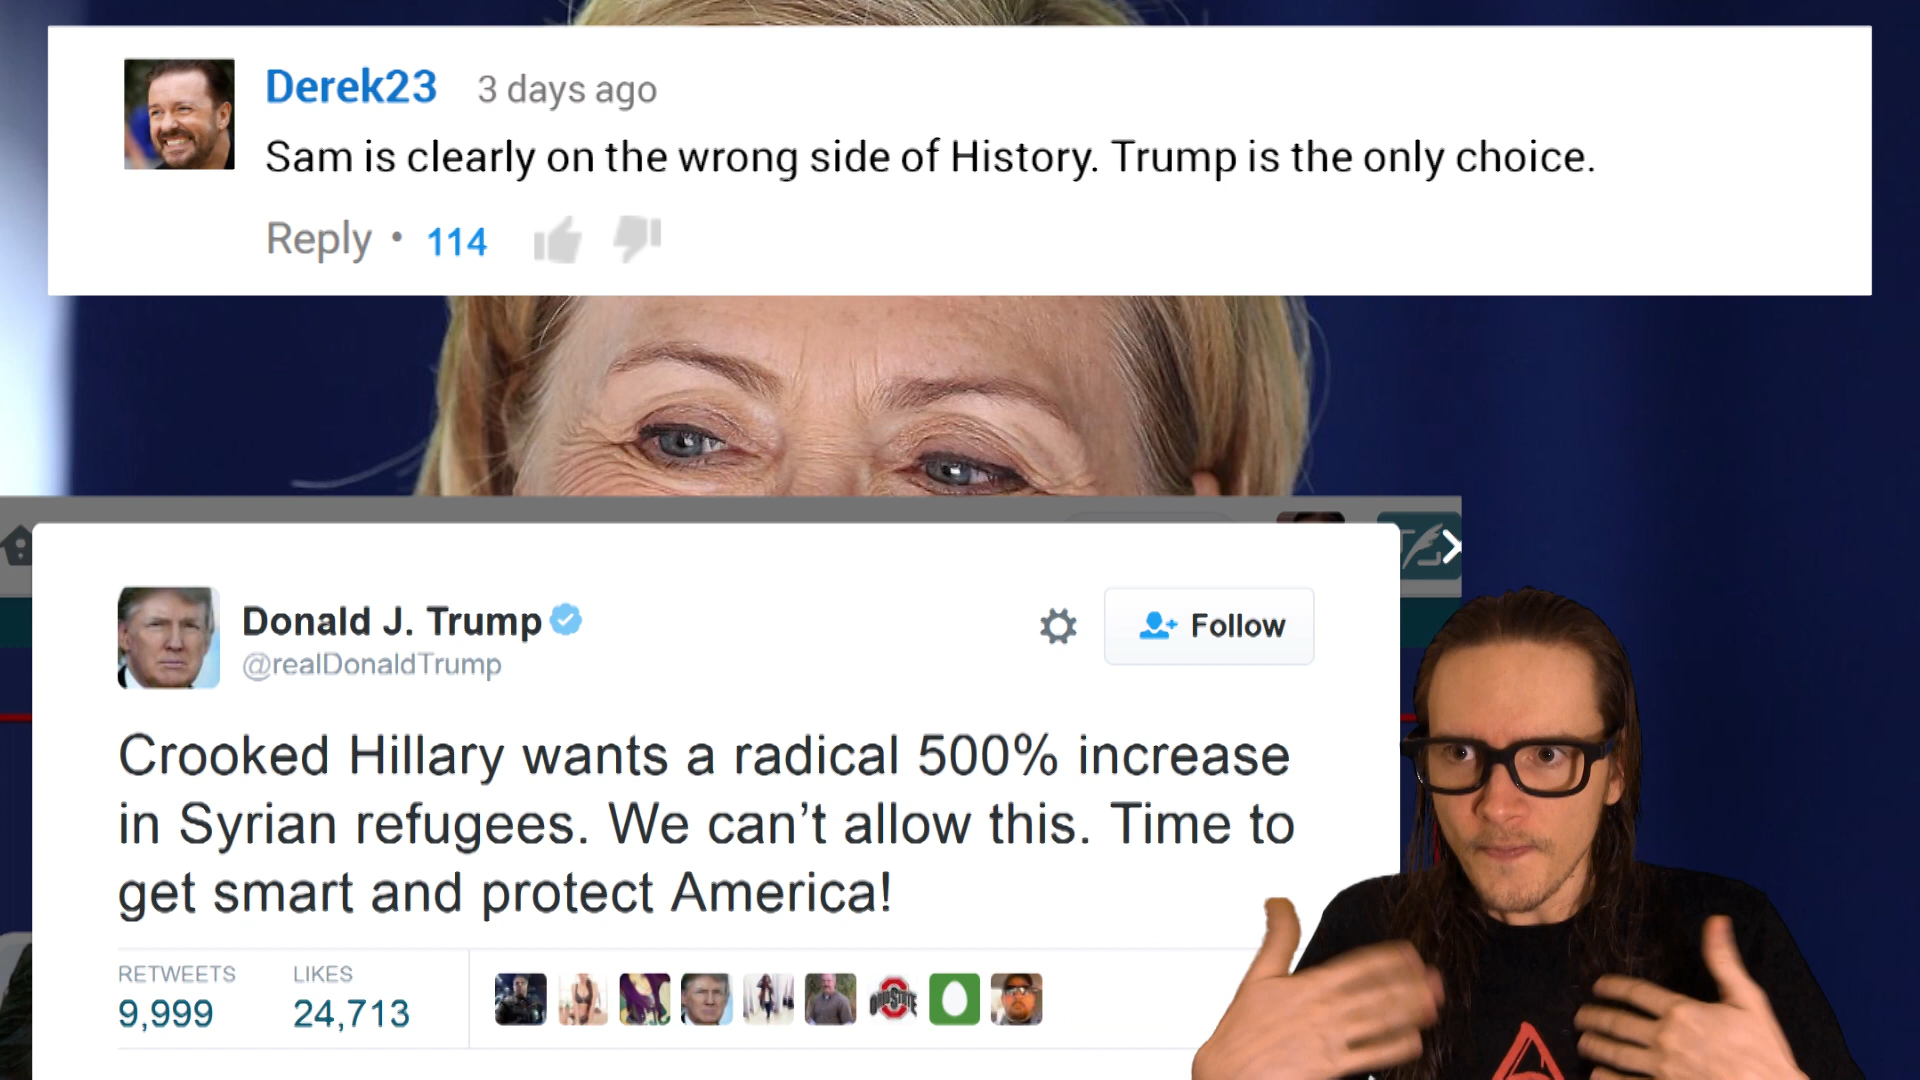 Derek23 3 days ago
Sam is clearly on the wrong side of History. Trump is the only choice.
Reply • 114
Donald J. Trump
@realDonaldTrump
Follow
Crooked Hillary wants a radical 500% increase
in Syrian refugees. We can’t allow this. Time to
get smart and protect America!
RETWEETS LIKES
9,999 24,713
OHIO STATE